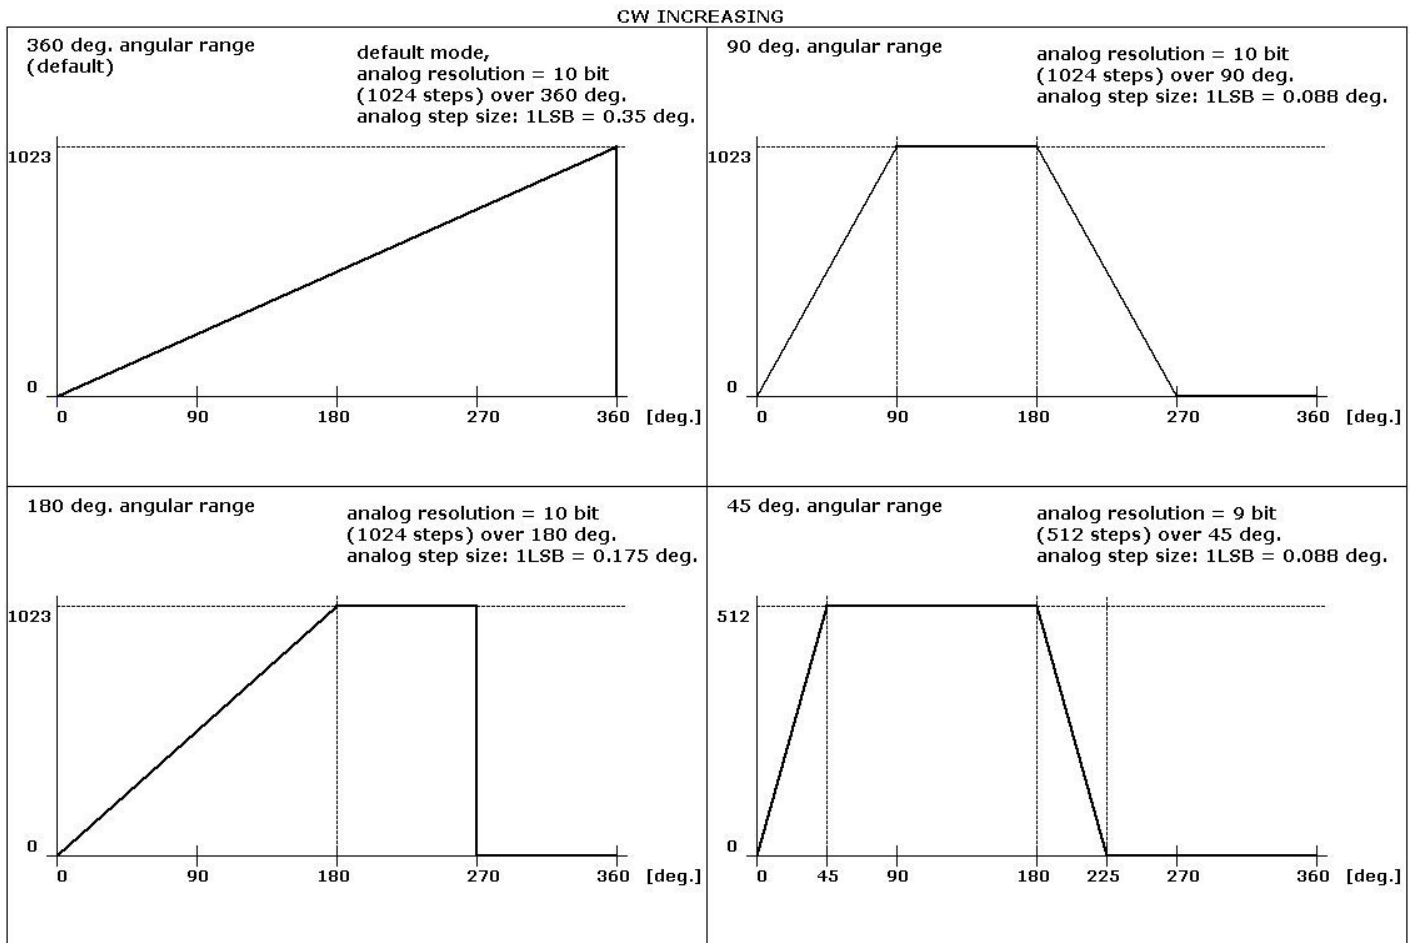 CW INCREASING
360 deg. angular range
(default)
default mode,
analog resolution = 10 bit
(1024 steps) over 360 deg.
analog step size: 1LSB = 0.35 deg.
1023
0
0 90 180 270 360 [deg.]
90 deg. angular range
analog resolution = 10 bit
(1024 steps) over 90 deg.
analog step size: 1LSB = 0.088 deg.
1023
0
0 90 180 270 360 [deg.]
180 deg. angular range
analog resolution = 10 bit
(1024 steps) over 180 deg.
analog step size: 1LSB = 0.175 deg.
1023
0
0 90 180 270 360 [deg.]
45 deg. angular range
analog resolution = 9 bit
(512 steps) over 45 deg.
analog step size: 1LSB = 0.088 deg.
512
0
0 45 90 180 225 270 360 [deg.]